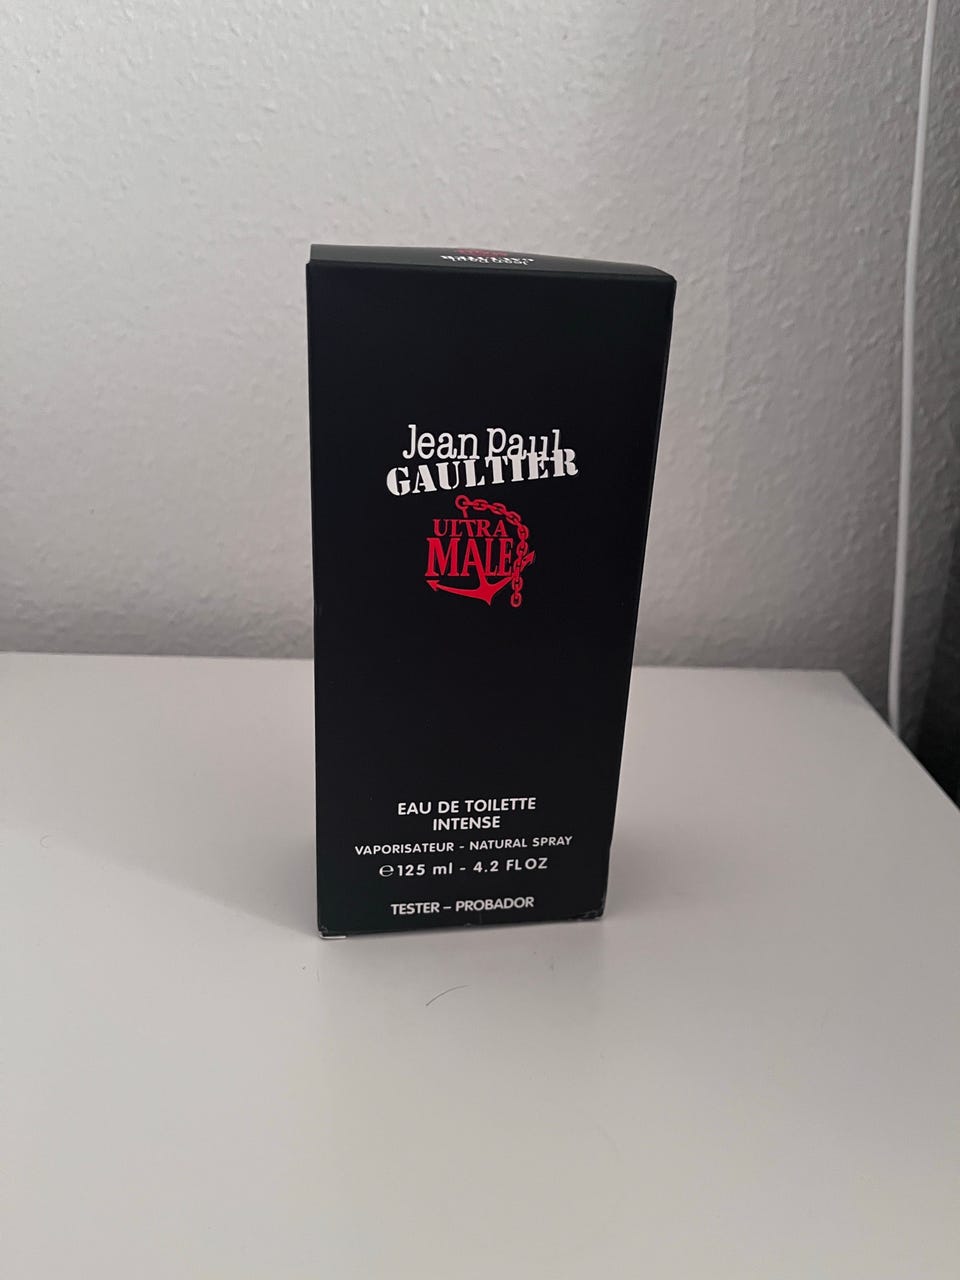 Jean Paul
GAULTIER
ULTRA
MALE
EAU DE TOILETTE
INTENSE
VAPORISATEUR - NATURAL SPRAY
℮125 ml - 4.2 FL OZ
TESTER – PROBADOR